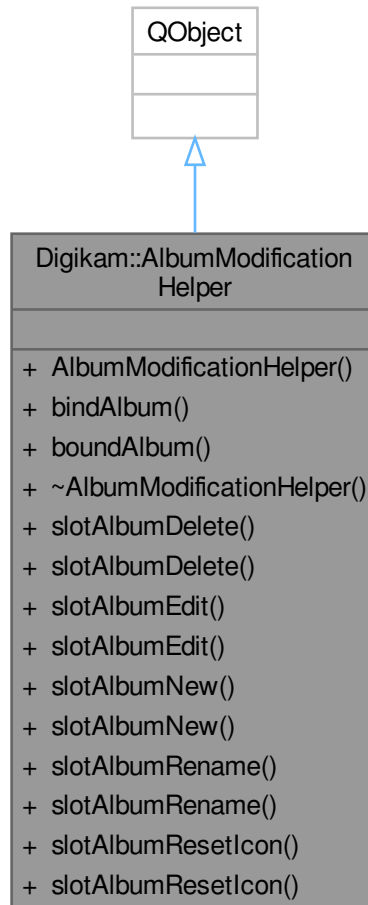 QObject
Digikam::AlbumModification
Helper
+ AlbumModificationHelper()
+ bindAlbum()
+ boundAlbum()
+ ~AlbumModificationHelper()
+ slotAlbumDelete()
+ slotAlbumDelete()
+ slotAlbumEdit()
+ slotAlbumEdit()
+ slotAlbumNew()
+ slotAlbumNew()
+ slotAlbumRename()
+ slotAlbumRename()
+ slotAlbumResetIcon()
+ slotAlbumResetIcon()